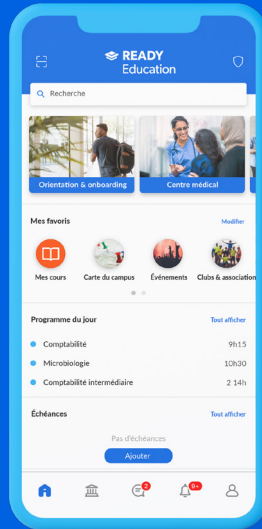 READY
Education
Recherche
Orientation & onboarding
Centre médical
Mes favoris
Modifier
Mes cours
Carte du campus
Événements
Clubs & association
Programme du jour
Tout afficher
Comptabilité
9h15
Microbiologie
10h30
Comptabilité intermédiaire
2 14h
Échéances
Tout afficher
Pas d'échéances
Ajouter
2
9+